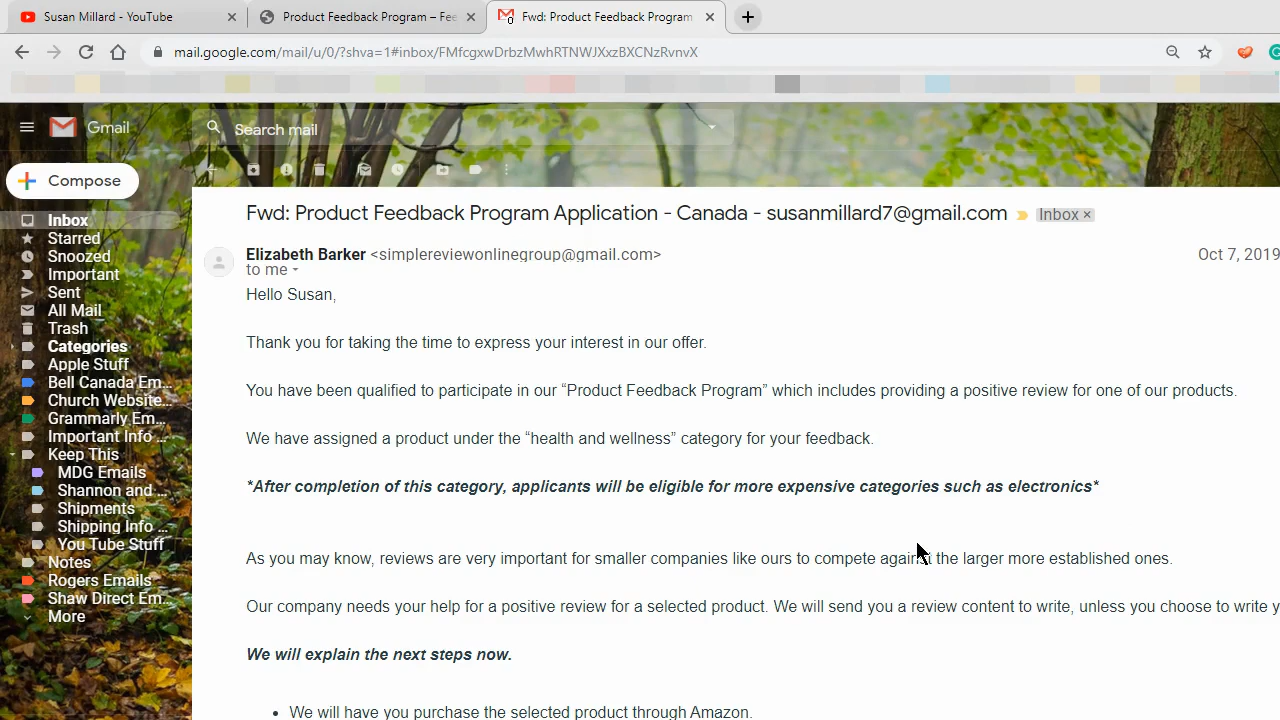 Susan Millard - YouTube
Product Feedback Program – Fee
Fwd: Product Feedback Program
mail.google.com/mail/u/0/?shva=1#inbox/FMfcgxwDrbzMwhRTNWJXxzBXCNzRvnvX
Gmail
Search mail
Compose
Inbox
Starred
Snoozed
Important
Sent
All Mail
Trash
Categories
Apple Stuff
Bell Canada Em...
Church Website...
Grammarly Em...
Important Info ...
Keep This
MDG Emails
Shannon and ...
Shipments
Shipping Info ...
You Tube Stuff
Notes
Rogers Emails
Shaw Direct Em...
More
Fwd: Product Feedback Program Application - Canada - susanmillard7@gmail.com
Inbox ×
Elizabeth Barker <simplereviewonlinegroup@gmail.com>
Oct 7, 2019
to me
Hello Susan,
Thank you for taking the time to express your interest in our offer.
You have been qualified to participate in our “Product Feedback Program” which includes providing a positive review for one of our products.
We have assigned a product under the “health and wellness” category for your feedback.
*After completion of this category, applicants will be eligible for more expensive categories such as electronics*
As you may know, reviews are very important for smaller companies like ours to compete against the larger more established ones.
Our company needs your help for a positive review for a selected product. We will send you a review content to write, unless you choose to write y
We will explain the next steps now.
• We will have you purchase the selected product through Amazon.